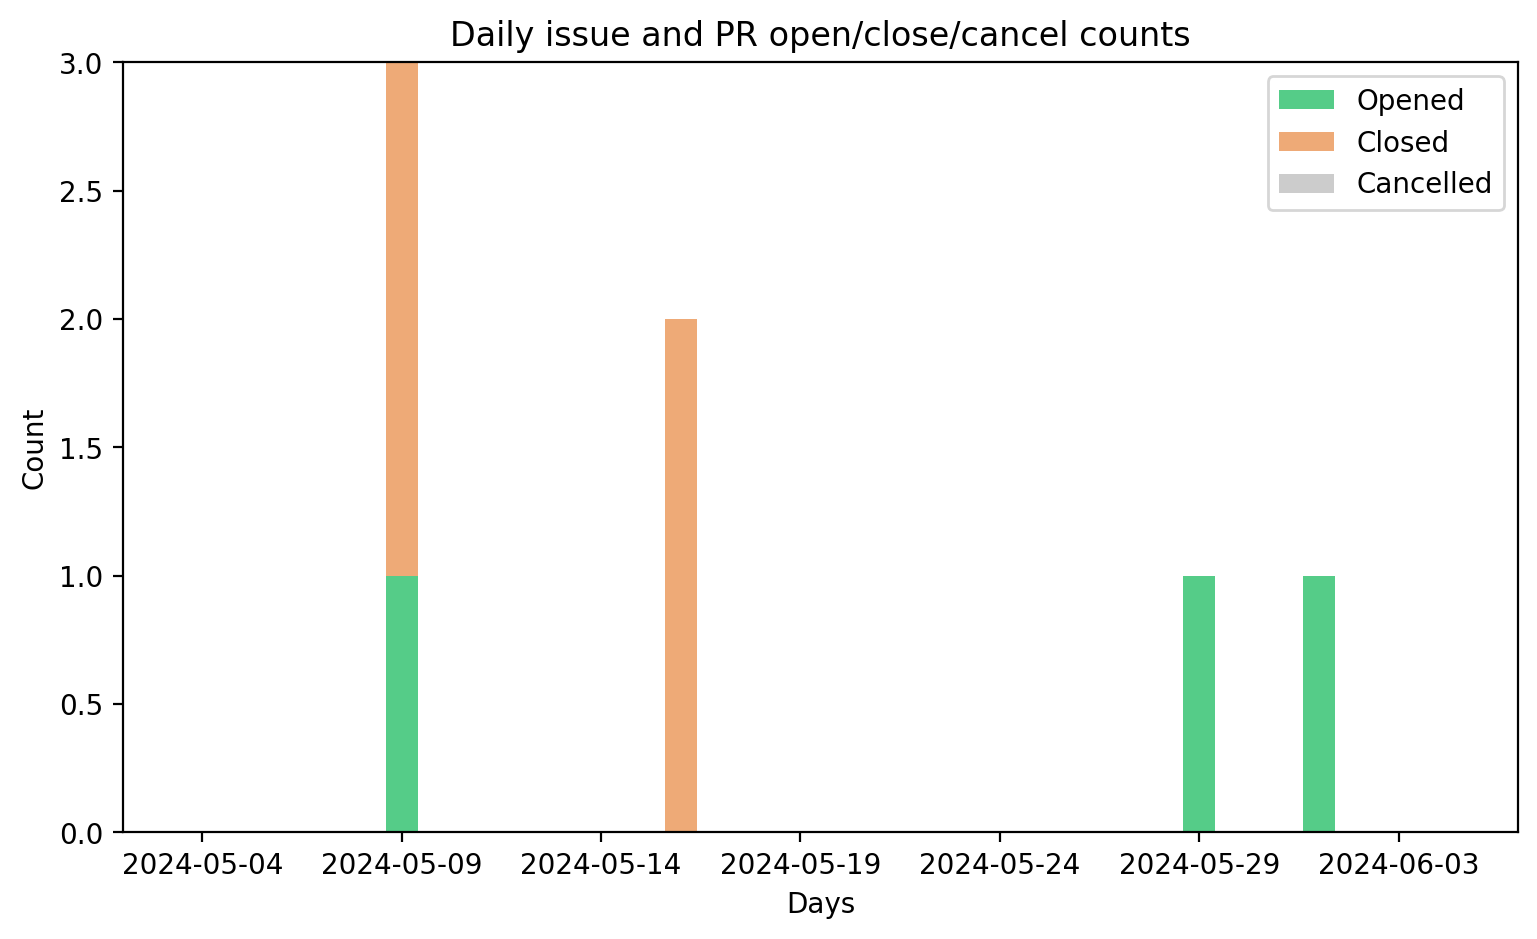 Daily issue and PR open/close/cancel counts
3.0
2.5
2.0
1.5
1.0
0.5
0.0
Count
Opened
Closed
Cancelled
2024-05-04 2024-05-09 2024-05-14 2024-05-19 2024-05-24 2024-05-29 2024-06-03
Days